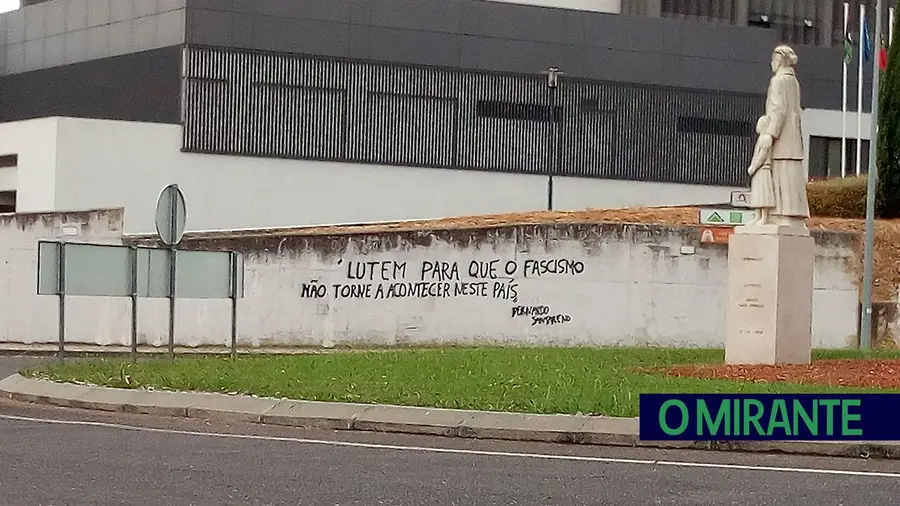 "LUTEM PARA QUE O FASCISMO
NÃO TORNE A ACONTECER NESTE PAÍS"
BERNARDO
SANTARENO
O MIRANTE